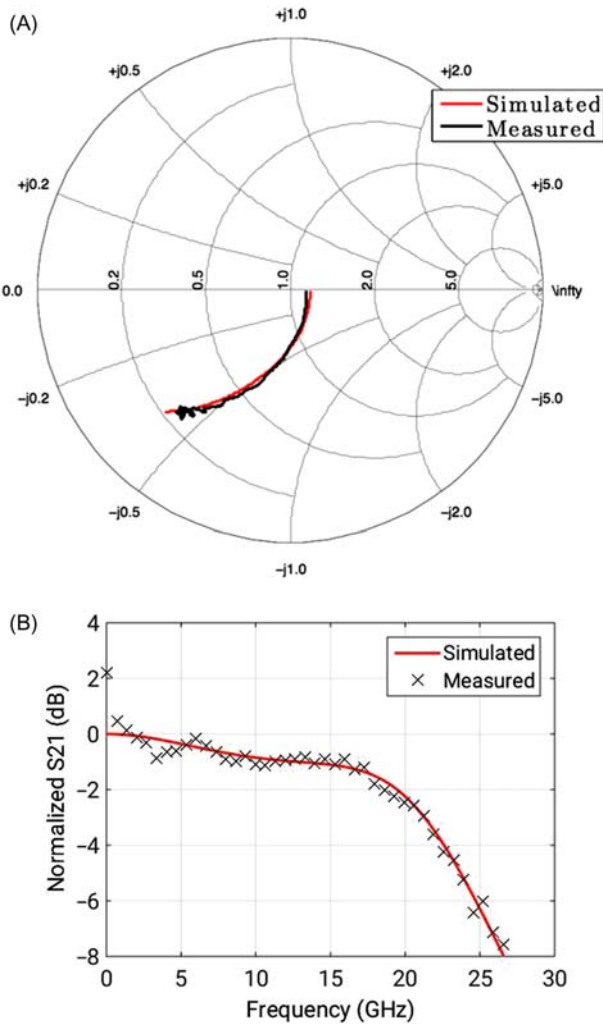 (A)
+j1.0
+j0.5
+j2.0
Simulated
Measured
+j0.2
+j5.0
0.0
0.2
0.5
1.0
2.0
5.0
\infty
−j0.2
−j5.0
−j0.5
−j2.0
−j1.0
(B)
4
2
0
−2
−4
−6
−8
Normalized S21 (dB)
Simulated
Measured
0 5 10 15 20 25 30
Frequency (GHz)